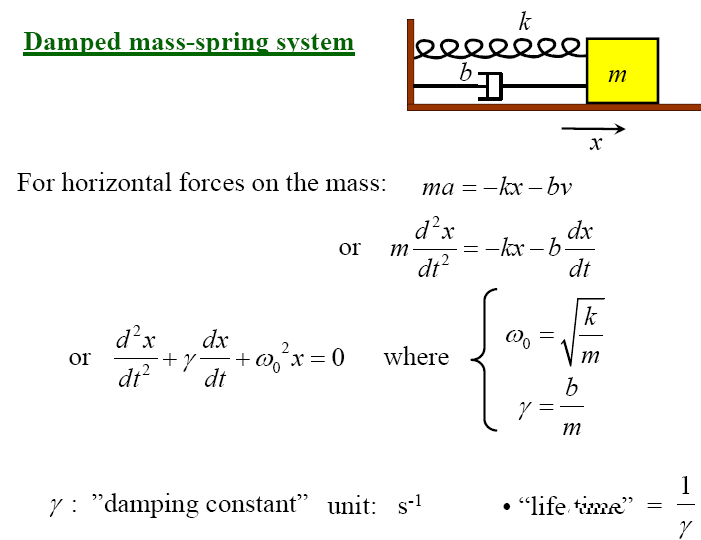 Damped mass-spring system
k
b
m
x
For horizontal forces on the mass: ma = −kx − bv
or m d²x/dt² = −kx − b dx/dt
or d²x/dt² + γ dx/dt + ω₀²x = 0 where { ω₀ = √(k/m)
γ = b/m
γ : ”damping constant” unit: s⁻¹ • “life time” = 1/γ